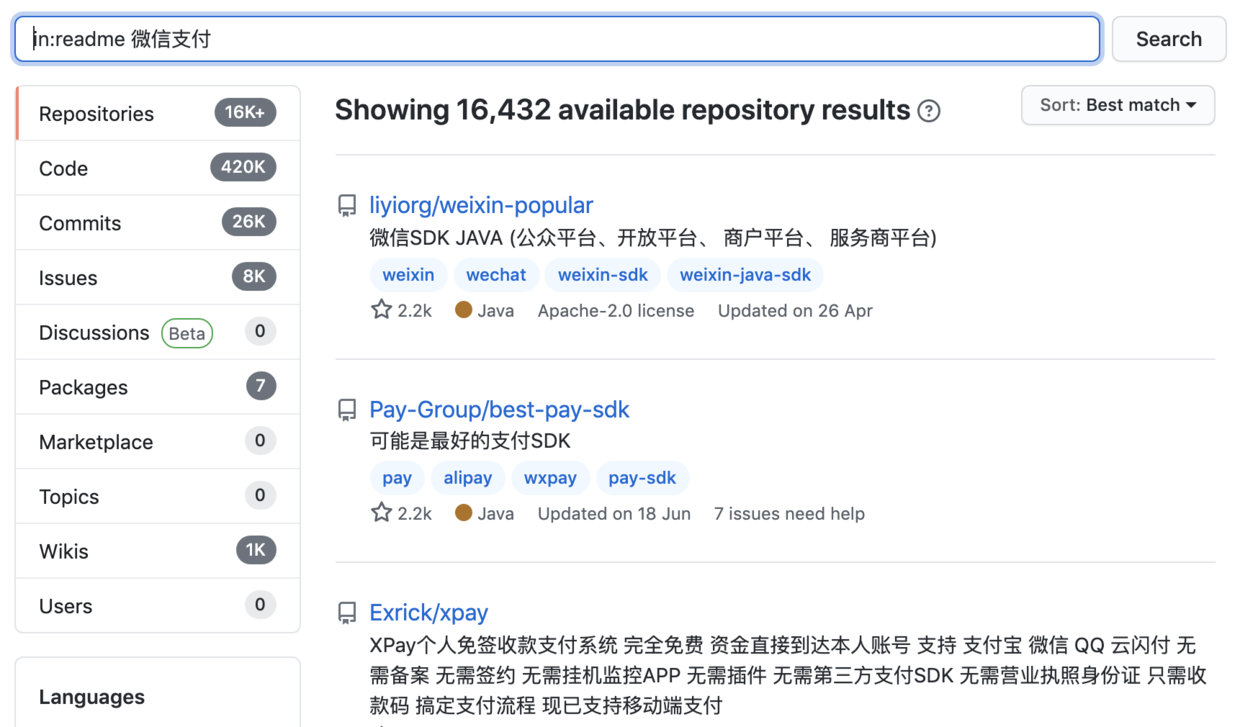 in:readme 微信支付
Search
Repositories 16K+
Code 420K
Commits 26K
Issues 8K
Discussions Beta 0
Packages 7
Marketplace 0
Topics 0
Wikis 1K
Users 0
Languages
Showing 16,432 available repository results ?
Sort: Best match
liyiorg/weixin-popular
微信SDK JAVA (公众平台、开放平台、 商户平台、 服务商平台)
weixin wechat weixin-sdk weixin-java-sdk
2.2k Java Apache-2.0 license Updated on 26 Apr
Pay-Group/best-pay-sdk
可能是最好的支付SDK
pay alipay wxpay pay-sdk
2.2k Java Updated on 18 Jun 7 issues need help
Exrick/xpay
XPay个人免签收款支付系统 完全免费 资金直接到达本人账号 支持 支付宝 微信 QQ 云闪付 无
需备案 无需签约 无需挂机监控APP 无需插件 无需第三方支付SDK 无需营业执照身份证 只需收
款码 搞定支付流程 现已支持移动端支付